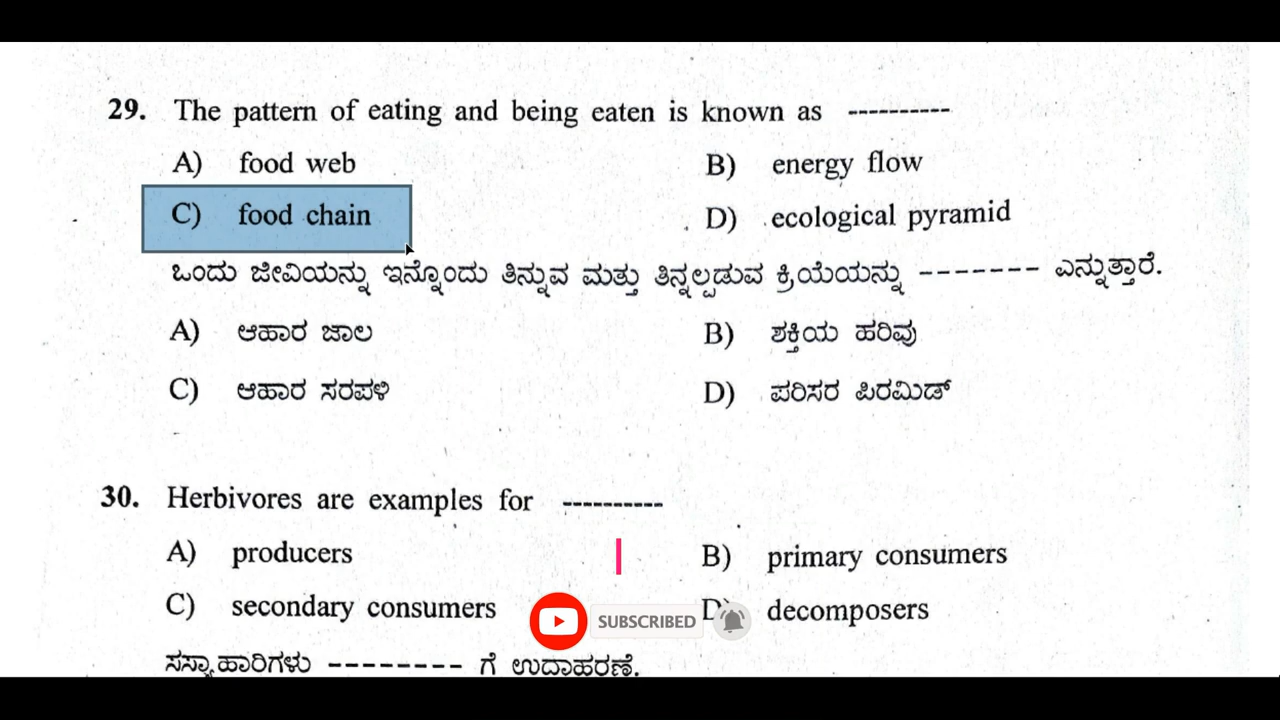 29. The pattern of eating and being eaten is known as ----------
A) food web B) energy flow
C) food chain D) ecological pyramid
ಒಂದು ಜೀವಿಯನ್ನು ಇನ್ನೊಂದು ತಿನ್ನುವ ಮತ್ತು ತಿನ್ನಲ್ಪಡುವ ಕ್ರಿಯೆಯನ್ನು ------- ಎನ್ನುತ್ತಾರೆ.
A) ಆಹಾರ ಜಾಲ B) ಶಕ್ತಿಯ ಹರಿವು
C) ಆಹಾರ ಸರಪಳಿ D) ಪರಿಸರ ಪಿರಮಿಡ್
30. Herbivores are examples for ----------
A) producers B) primary consumers
C) secondary consumers D) decomposers
SUBSCRIBED
ಸಸ್ಯಾಹಾರಿಗಳು -------- ಗೆ ಉದಾಹರಣೆ.